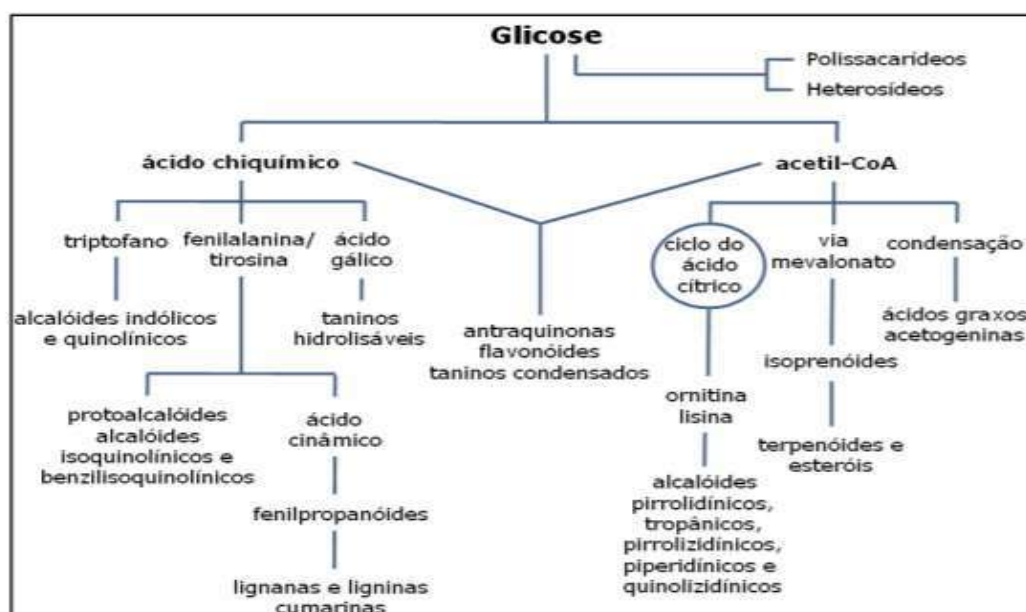 Glicose
Polissacarídeos
Heterosídeos
ácido chiquímico
acetil-CoA
triptofano
fenilalanina/
tirosina
ácido
gálico
ciclo do
ácido
cítrico
via
mevalonato
condensação
alcalóides indólicos
e quinolínicos
taninos
hidrolisáveis
antraquinonas
flavonóides
taninos condensados
ácidos graxos
acetogeninas
isoprenóides
ornitina
lisina
protoalcalóides
alcalóides
isoquinolínicos e
benzilisoquinolínicos
ácido
cinâmico
terpenóides e
esteróis
alcalóides
pirrolidínicos,
tropânicos,
pirrolizidínicos,
piperidínicos e
quinolizidínicos
fenilpropanóides
lignanas e ligninas
cumarinas